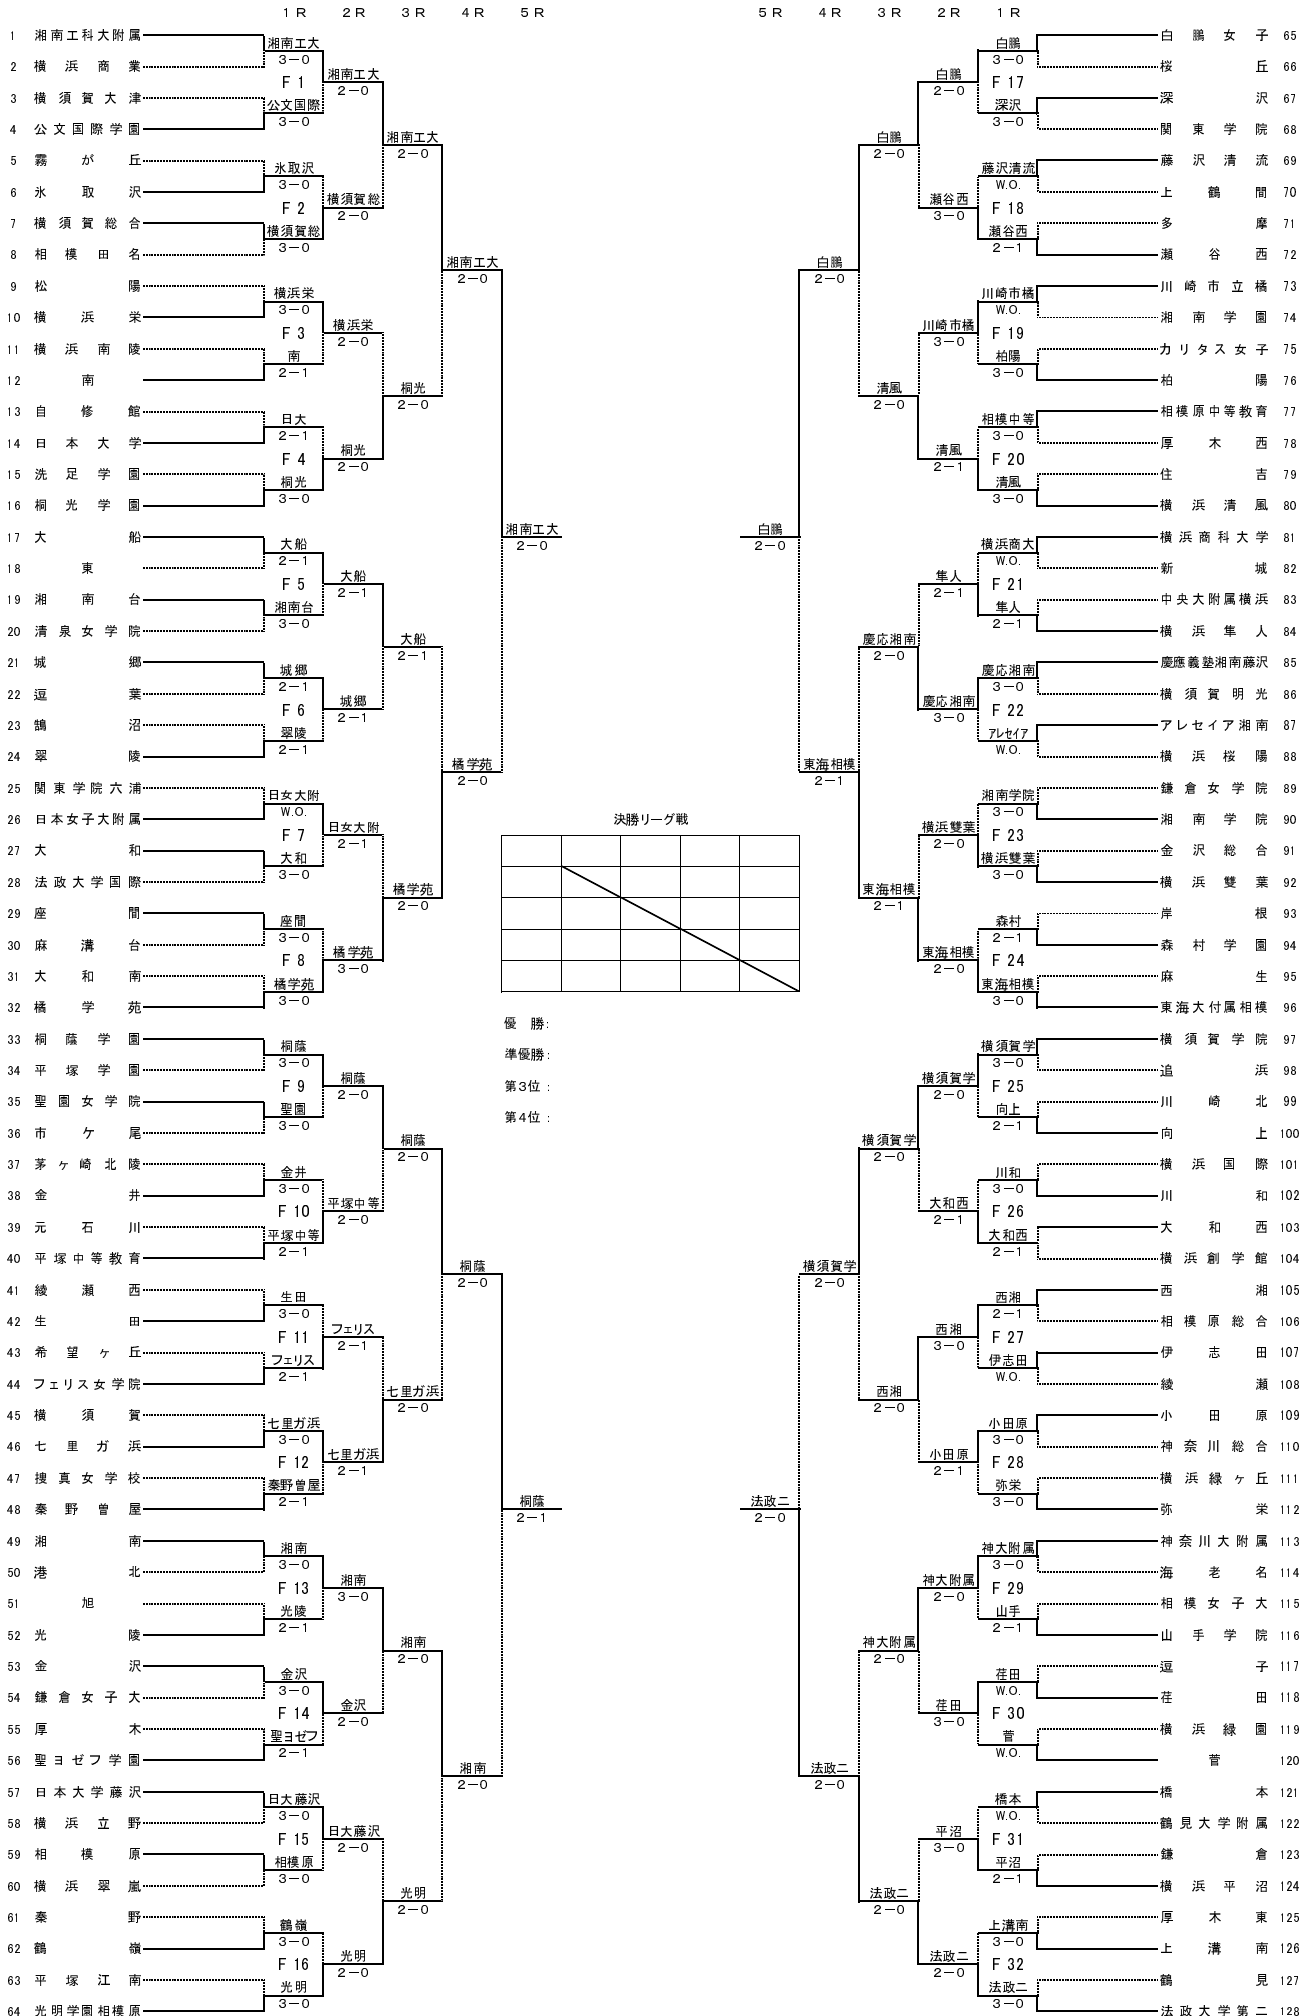 1R 2R 3R 4R 5R
1 湘南工科大附属
2 横浜商業
3 横須賀大津
4 公文国際学園
5 霧が丘
6 氷取沢
7 横須賀総合
8 相模田名
9 松陽
10 横浜栄
11 横浜南陵
12 南
13 自修館
14 日本大学
15 洗足学園
16 桐光学園
17 大船
18 東
19 湘南台
20 清泉女学院
21 城郷
22 逗葉
23 鵠沼
24 翠陵
25 関東学院六浦
26 日本女子大附属
27 大和
28 法政大学国際
29 座間
30 麻溝台
31 大和南
32 橘学苑
33 桐蔭学園
34 平塚学園
35 聖園女学院
36 市ケ尾
37 茅ヶ崎北陵
38 金井
39 元石川
40 平塚中等教育
41 綾瀬西
42 生田
43 希望ヶ丘
44 フェリス女学院
45 横須賀
46 七里ガ浜
47 捜真女学校
48 秦野曽屋
49 湘南
50 港北
51 旭
52 光陵
53 金沢
54 鎌倉女子大
55 厚木
56 聖ヨゼフ学園
57 日本大学藤沢
58 横浜立野
59 相模原
60 横浜翠嵐
61 秦野
62 鶴嶺
63 平塚江南
64 光明学園相模原
湘南工大
3−0
F 1
公文国際
3−0
氷取沢
3−0
F 2
横須賀総
3−0
横浜栄
3−0
F 3
南
2−1
日大
2−1
F 4
桐光
3−0
大船
2−1
F 5
湘南台
3−0
城郷
2−1
F 6
翠陵
2−1
日女大附
W.O.
F 7
大和
3−0
座間
3−0
F 8
橘学苑
3−0
桐蔭
3−0
F 9
聖園
3−0
金井
3−0
F 10
平塚中等
2−1
生田
3−0
F 11
フェリス
2−1
七里ガ浜
3−0
F 12
秦野曽屋
2−1
湘南
3−0
F 13
光陵
2−1
金沢
3−0
F 14
聖ヨゼフ
2−1
日大藤沢
3−0
F 15
相模原
3−0
鶴嶺
3−0
F 16
光明
3−0
湘南工大
2−0
横須賀総
2−0
横浜栄
2−0
桐光
2−0
大船
2−1
城郷
2−1
日女大附
2−1
橘学苑
3−0
桐蔭
2−0
平塚中等
2−0
フェリス
2−1
七里ガ浜
2−1
湘南
3−0
金沢
2−0
日大藤沢
2−0
光明
2−0
湘南工大
2−0
桐光
2−0
大船
2−1
橘学苑
2−0
桐蔭
2−0
七里ガ浜
2−0
湘南
2−0
光明
2−0
湘南工大
2−0
橘学苑
2−0
桐蔭
2−0
湘南
2−0
湘南工大
2−0
桐蔭
2−1
決勝リーグ戦
優　勝：
準優勝：
第3位：
第4位：
5R 4R 3R 2R 1R
白鵬
2−0
法政二
2−0
白鵬
2−0
東海相模
2−1
横須賀学
2−0
法政二
2−0
白鵬
2−0
清風
2−0
慶応湘南
2−0
東海相模
2−1
横須賀学
2−0
西湘
2−0
神大附属
2−0
法政二
2−0
白鵬
2−0
瀬谷西
3−0
川崎市橘
3−0
清風
2−1
隼人
2−1
慶応湘南
3−0
横浜雙葉
2−0
東海相模
2−0
横須賀学
2−0
大和西
2−1
西湘
3−0
小田原
2−1
神大附属
2−0
荏田
3−0
平沼
3−0
法政二
2−0
白鵬
3−0
F 17
深沢
3−0
藤沢清流
W.O.
F 18
瀬谷西
2−1
川崎市橘
W.O.
F 19
柏陽
3−0
相模中等
3−0
F 20
清風
3−0
横浜商大
W.O.
F 21
隼人
2−1
慶応湘南
3−0
F 22
アレセイア
W.O.
湘南学院
3−0
F 23
横浜雙葉
3−0
森村
2−1
F 24
東海相模
3−0
横須賀学
3−0
F 25
向上
2−1
川和
3−0
F 26
大和西
2−1
西湘
2−1
F 27
伊志田
W.O.
小田原
3−0
F 28
弥栄
3−0
神大附属
3−0
F 29
山手
2−1
荏田
W.O.
F 30
菅
W.O.
橋本
W.O.
F 31
平沼
2−1
上溝南
3−0
F 32
法政二
3−0
白鵬女子 65
桜丘 66
深沢 67
関東学院 68
藤沢清流 69
上鶴間 70
多摩 71
瀬谷西 72
川崎市立橘 73
湘南学園 74
カリタス女子 75
柏陽 76
相模原中等教育 77
厚木西 78
住吉 79
横浜清風 80
横浜商科大学 81
新城 82
中央大附属横浜 83
横浜隼人 84
慶應義塾湘南藤沢 85
横須賀明光 86
アレセイア湘南 87
横浜桜陽 88
鎌倉女学院 89
湘南学院 90
金沢総合 91
横浜雙葉 92
岸根 93
森村学園 94
麻生 95
東海大付属相模 96
横須賀学院 97
追浜 98
川崎北 99
向上 100
横浜国際 101
川和 102
大和西 103
横浜創学館 104
西湘 105
相模原総合 106
伊志田 107
綾瀬 108
小田原 109
神奈川総合 110
横浜緑ヶ丘 111
弥栄 112
神奈川大附属 113
海老名 114
相模女子大 115
山手学院 116
逗子 117
荏田 118
横浜緑園 119
菅 120
橋本 121
鶴見大学附属 122
鎌倉 123
横浜平沼 124
厚木東 125
上溝南 126
鶴見 127
法政大学第二 128